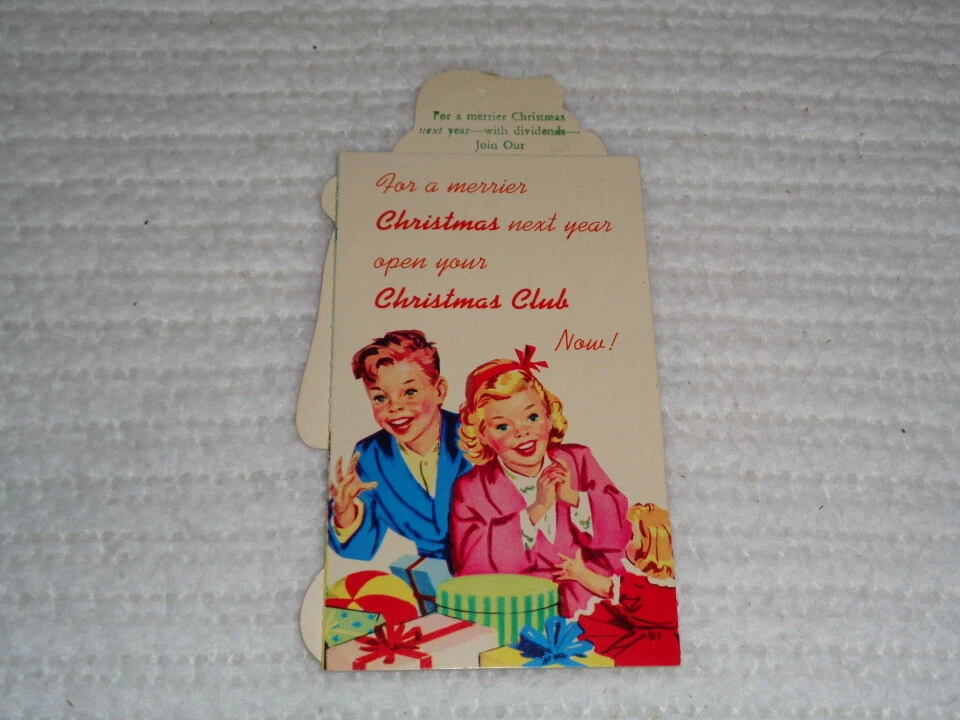 For a merrier Christmas
next year—with dividends—
Join Our
For a merrier
Christmas next year
open your
Christmas Club
Now!